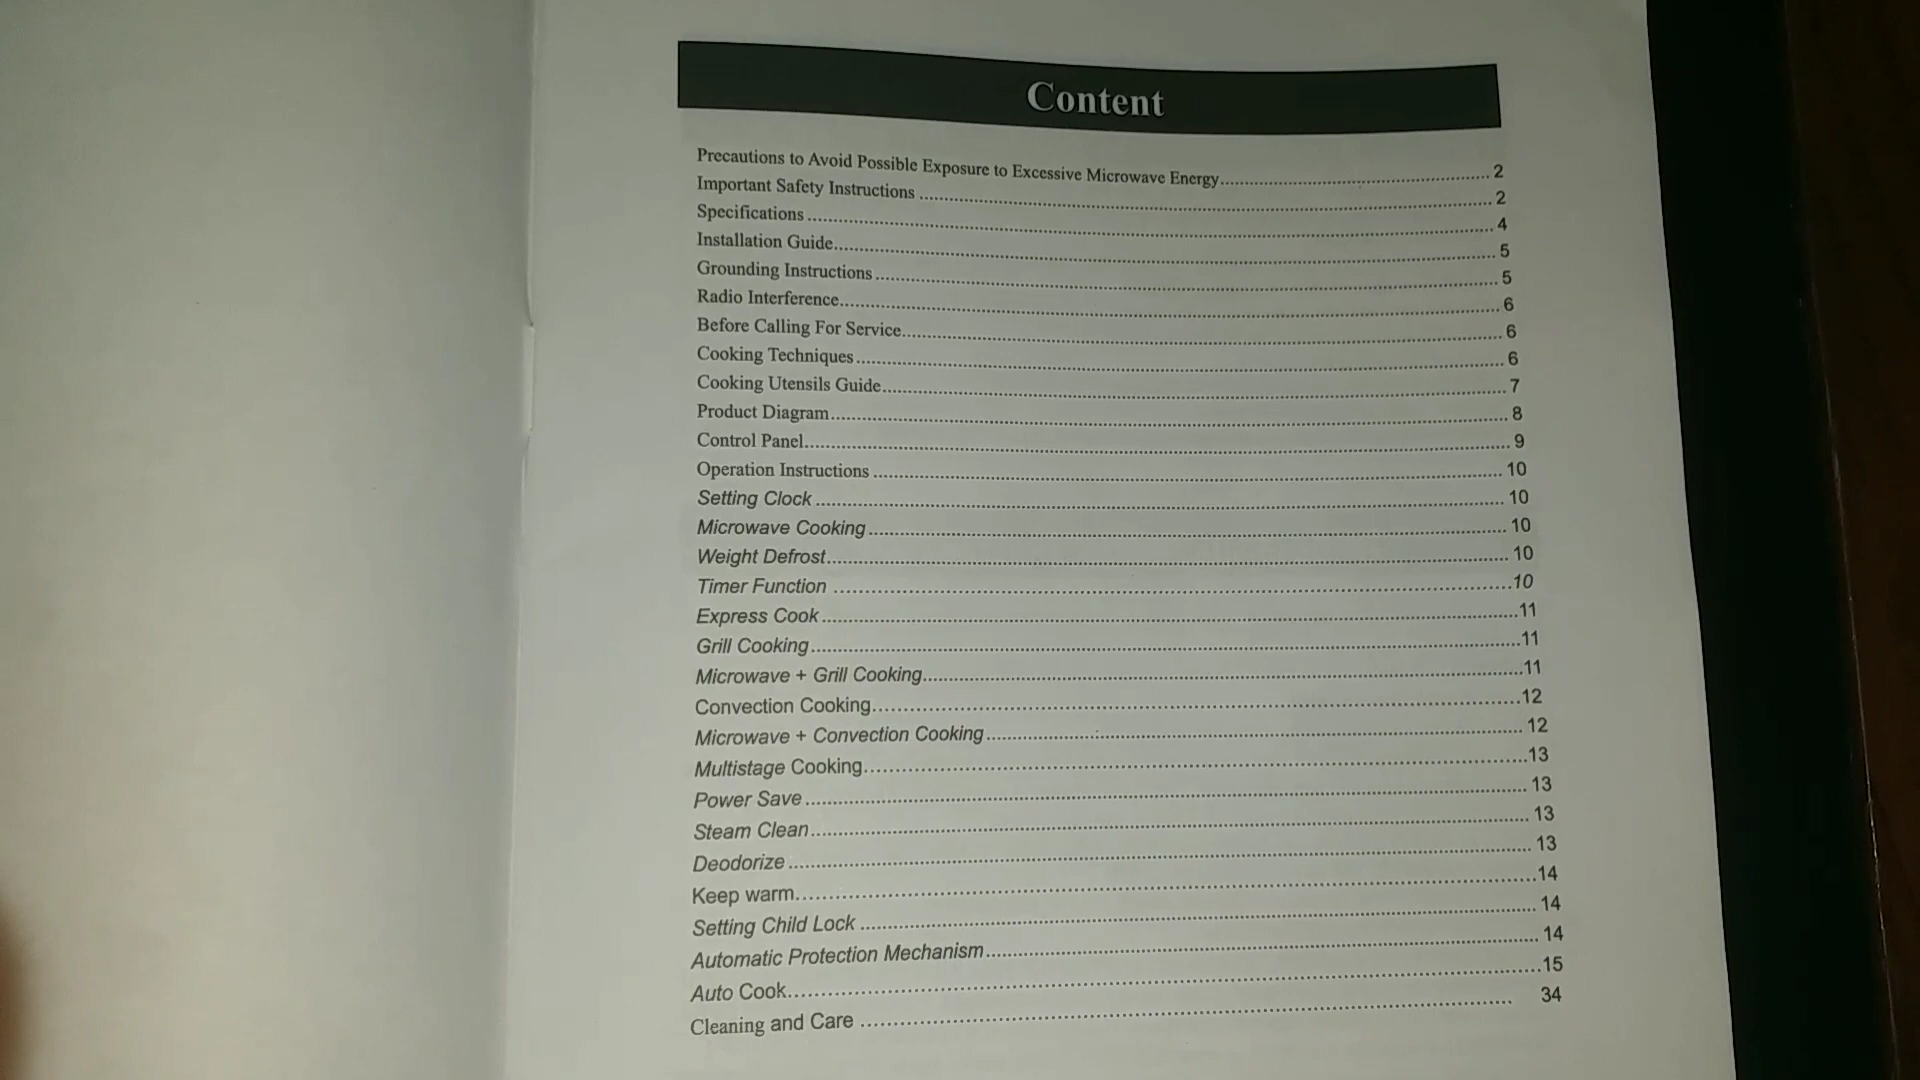 Content
Precautions to Avoid Possible Exposure to Excessive Microwave Energy.......... 2
Important Safety Instructions .......... 2
Specifications .......... 4
Installation Guide.......... 5
Grounding Instructions .......... 5
Radio Interference.......... 6
Before Calling For Service.......... 6
Cooking Techniques .......... 6
Cooking Utensils Guide.......... 7
Product Diagram.......... 8
Control Panel.......... 9
Operation Instructions .......... 10
Setting Clock .......... 10
Microwave Cooking .......... 10
Weight Defrost.......... 10
Timer Function ..........10
Express Cook ..........11
Grill Cooking ..........11
Microwave + Grill Cooking..........11
Convection Cooking..........12
Microwave + Convection Cooking .......... 12
Multistage Cooking..........13
Power Save .......... 13
Steam Clean .......... 13
Deodorize .......... 13
Keep warm..........14
Setting Child Lock .......... 14
Automatic Protection Mechanism .......... 14
Auto Cook..........15
Cleaning and Care .......... 34